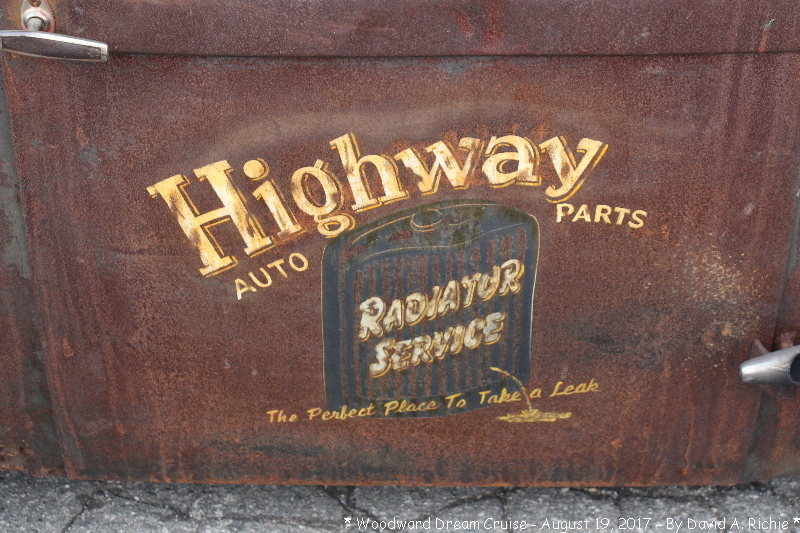 Highway
AUTO PARTS
RADIATUR
SERVICE
The Perfect Place To Take a Leak
* Woodward Dream Cruise - August 19, 2017 - By David A. Richie *